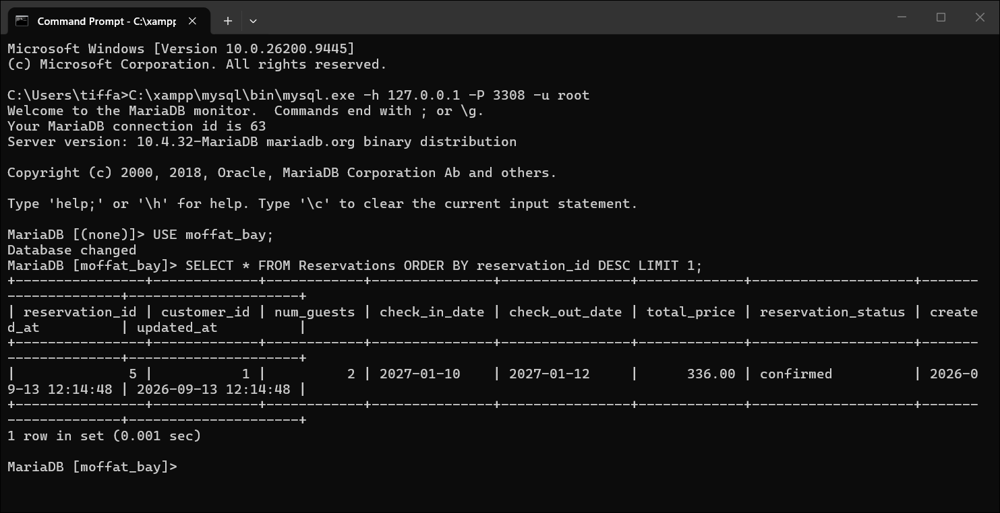 Command Prompt - C:\xampp
Microsoft Windows [Version 10.0.26200.9445]
(c) Microsoft Corporation. All rights reserved.
C:\Users\tiffa>C:\xampp\mysql\bin\mysql.exe -h 127.0.0.1 -P 3308 -u root
Welcome to the MariaDB monitor.  Commands end with ; or \g.
Your MariaDB connection id is 63
Server version: 10.4.32-MariaDB mariadb.org binary distribution
Copyright (c) 2000, 2018, Oracle, MariaDB Corporation Ab and others.
Type 'help;' or '\h' for help. Type '\c' to clear the current input statement.
MariaDB [(none)]> USE moffat_bay;
Database changed
MariaDB [moffat_bay]> SELECT * FROM Reservations ORDER BY reservation_id DESC LIMIT 1;
+----------------+-------------+------------+---------------+----------------+-------------+--------------------+-------
--------------+---------------------+
| reservation_id | customer_id | num_guests | check_in_date | check_out_date | total_price | reservation_status | create
d_at          | updated_at          |
+----------------+-------------+------------+---------------+----------------+-------------+--------------------+-------
--------------+---------------------+
|              5 |           1 |          2 | 2027-01-10    | 2027-01-12     |      336.00 | confirmed          | 2026-0
9-13 12:14:48 | 2026-09-13 12:14:48 |
+----------------+-------------+------------+---------------+----------------+-------------+--------------------+-------
--------------+---------------------+
1 row in set (0.001 sec)
MariaDB [moffat_bay]>